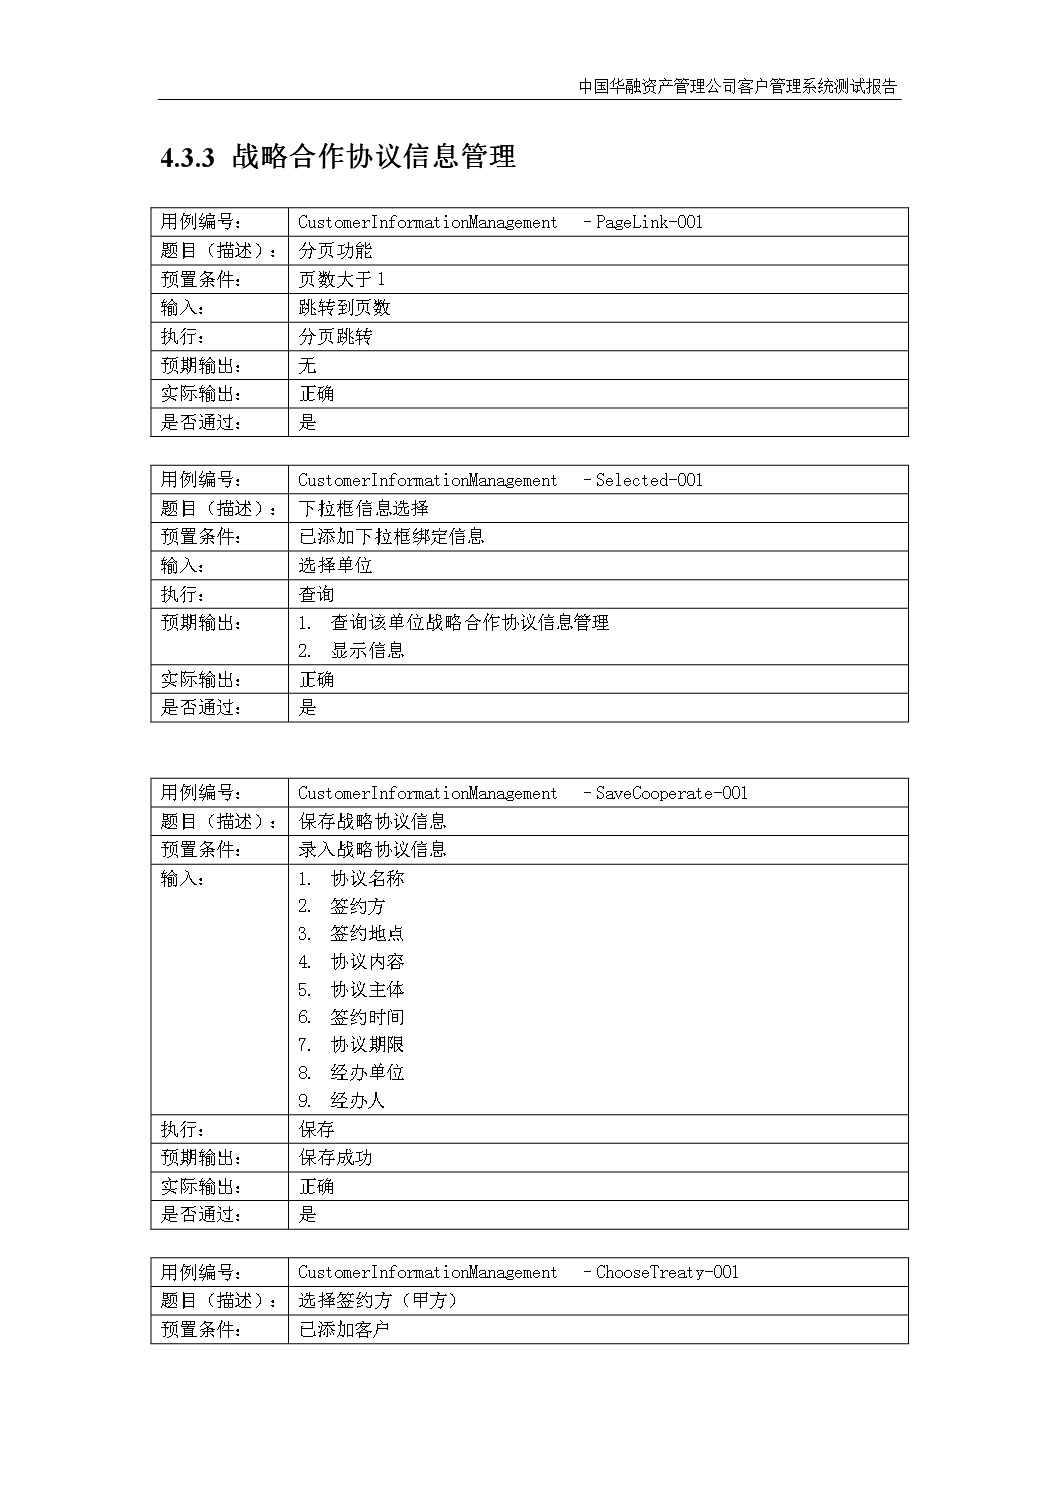 中国华融资产管理公司客户管理系统测试报告
4.3.3 战略合作协议信息管理
用例编号： CustomerInformationManagement －PageLink-001
题目（描述）： 分页功能
预置条件： 页数大于 1
输入： 跳转到页数
执行： 分页跳转
预期输出： 无
实际输出： 正确
是否通过： 是
用例编号： CustomerInformationManagement －Selected-001
题目（描述）： 下拉框信息选择
预置条件： 已添加下拉框绑定信息
输入： 选择单位
执行： 查询
预期输出： 1. 查询该单位战略合作协议信息管理
2. 显示信息
实际输出： 正确
是否通过： 是
用例编号： CustomerInformationManagement －SaveCooperate-001
题目（描述）： 保存战略协议信息
预置条件： 录入战略协议信息
输入： 1. 协议名称
2. 签约方
3. 签约地点
4. 协议内容
5. 协议主体
6. 签约时间
7. 协议期限
8. 经办单位
9. 经办人
执行： 保存
预期输出： 保存成功
实际输出： 正确
是否通过： 是
用例编号： CustomerInformationManagement －ChooseTreaty-001
题目（描述）： 选择签约方（甲方）
预置条件： 已添加客户